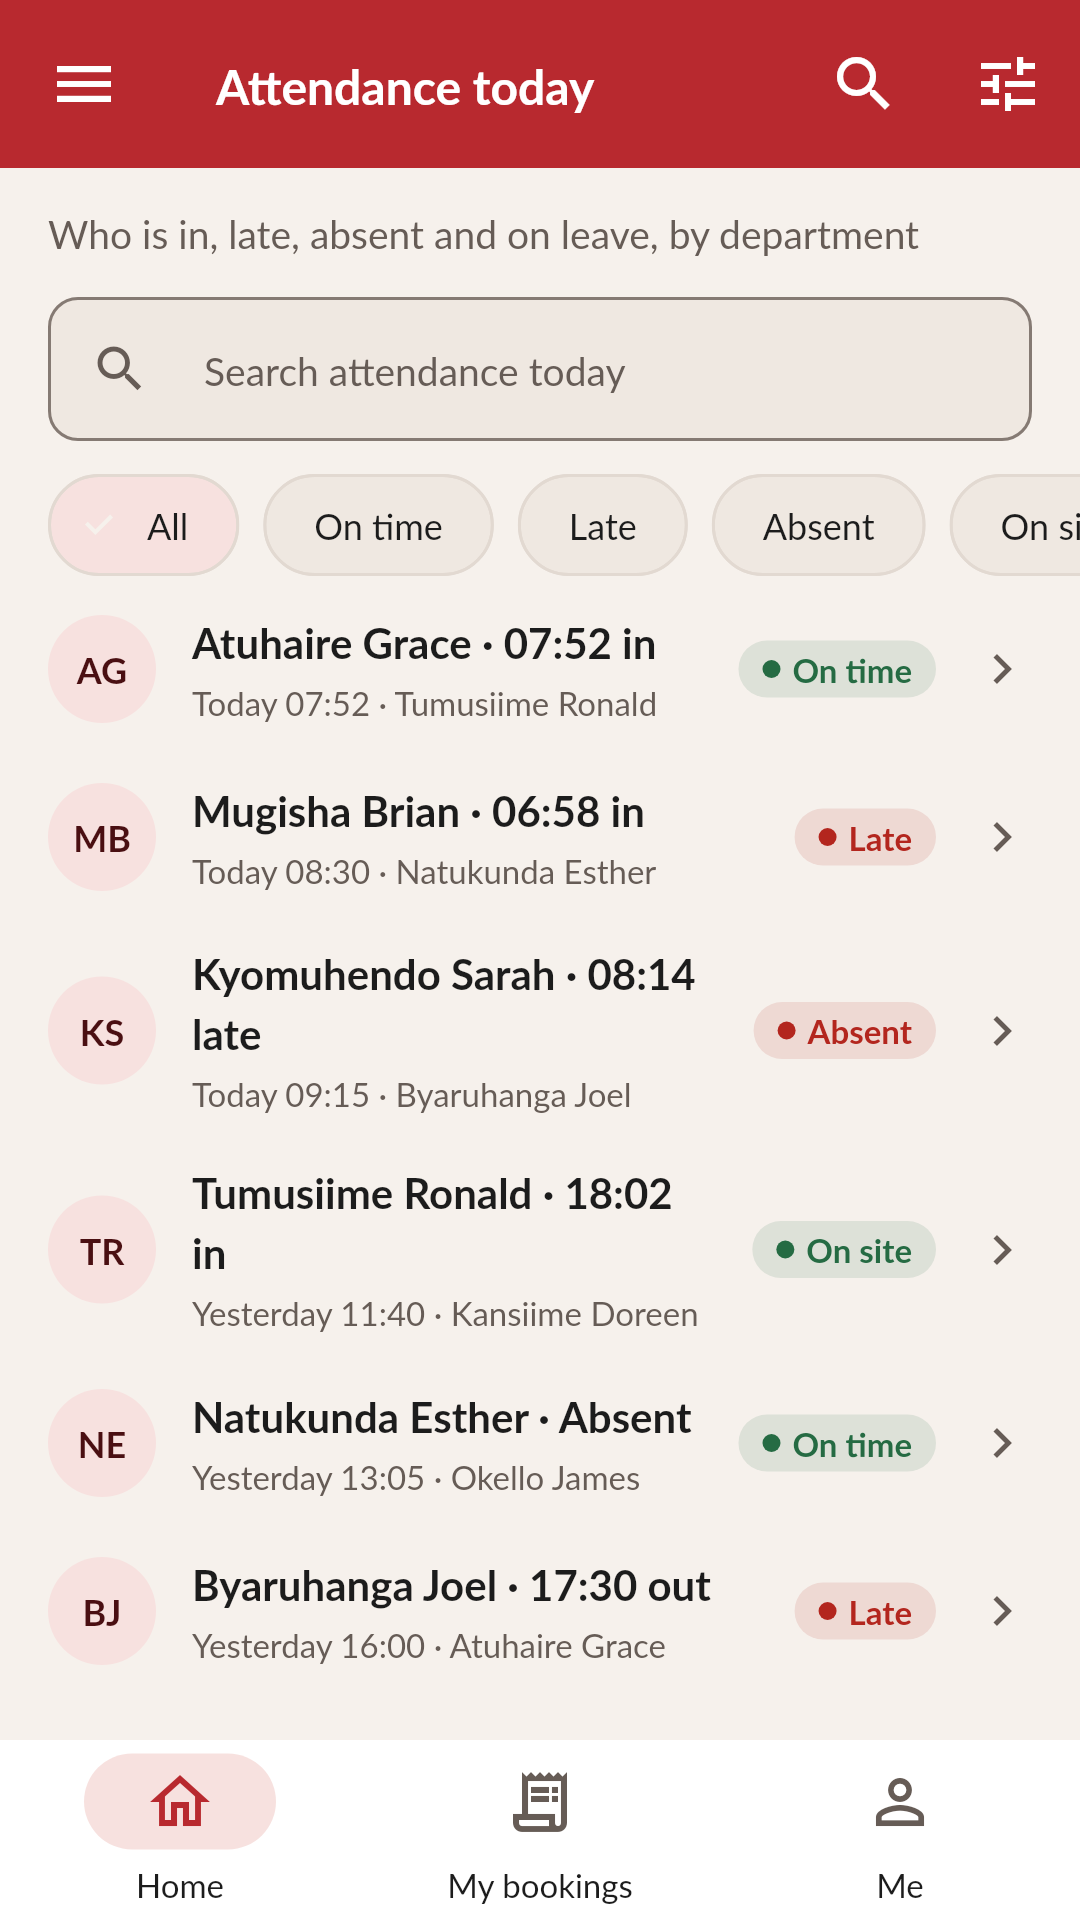 Attendance today
Who is in, late, absent and on leave, by department
Search attendance today
All
On time
Late
Absent
On si
AG
Atuhaire Grace · 07:52 in
Today 07:52 · Tumusiime Ronald
On time
MB
Mugisha Brian · 06:58 in
Today 08:30 · Natukunda Esther
Late
KS
Kyomuhendo Sarah · 08:14
late
Today 09:15 · Byaruhanga Joel
Absent
TR
Tumusiime Ronald · 18:02
in
Yesterday 11:40 · Kansiime Doreen
On site
NE
Natukunda Esther · Absent
Yesterday 13:05 · Okello James
On time
BJ
Byaruhanga Joel · 17:30 out
Yesterday 16:00 · Atuhaire Grace
Late
Home
My bookings
Me